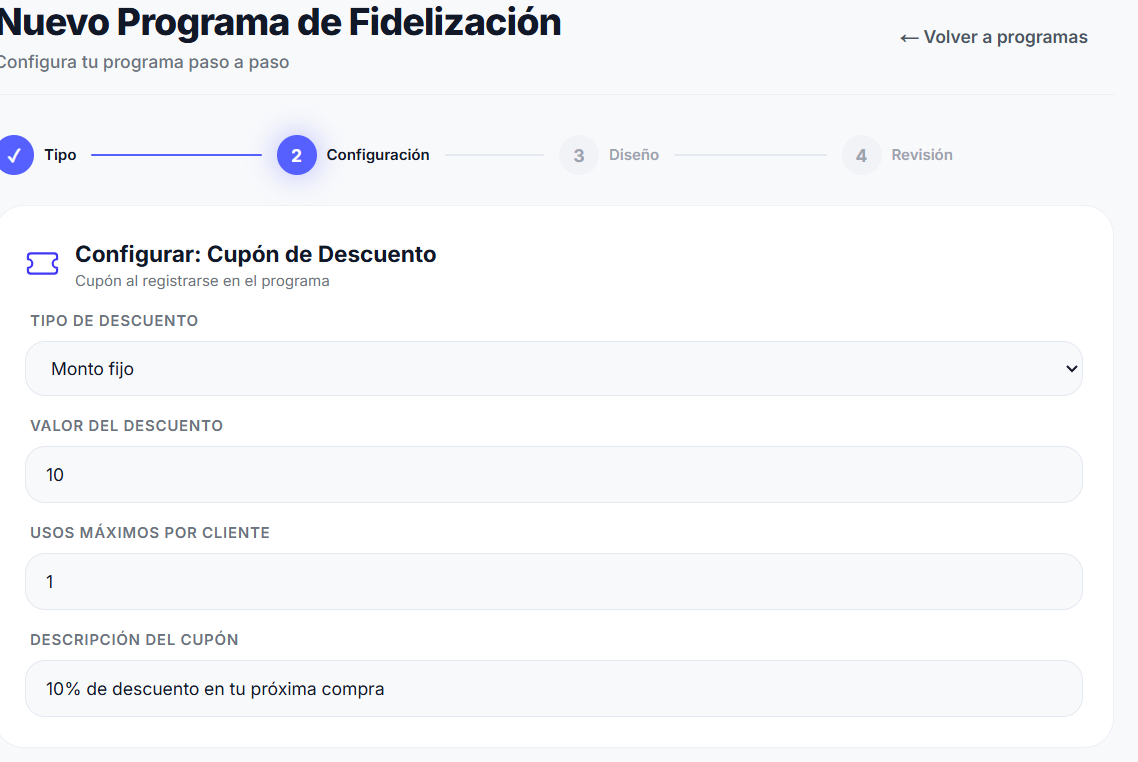 Nuevo Programa de Fidelización
← Volver a programas
Configura tu programa paso a paso
✓ Tipo
2 Configuración
3 Diseño
4 Revisión
Configurar: Cupón de Descuento
Cupón al registrarse en el programa
TIPO DE DESCUENTO
Monto fijo
VALOR DEL DESCUENTO
10
USOS MÁXIMOS POR CLIENTE
1
DESCRIPCIÓN DEL CUPÓN
10% de descuento en tu próxima compra